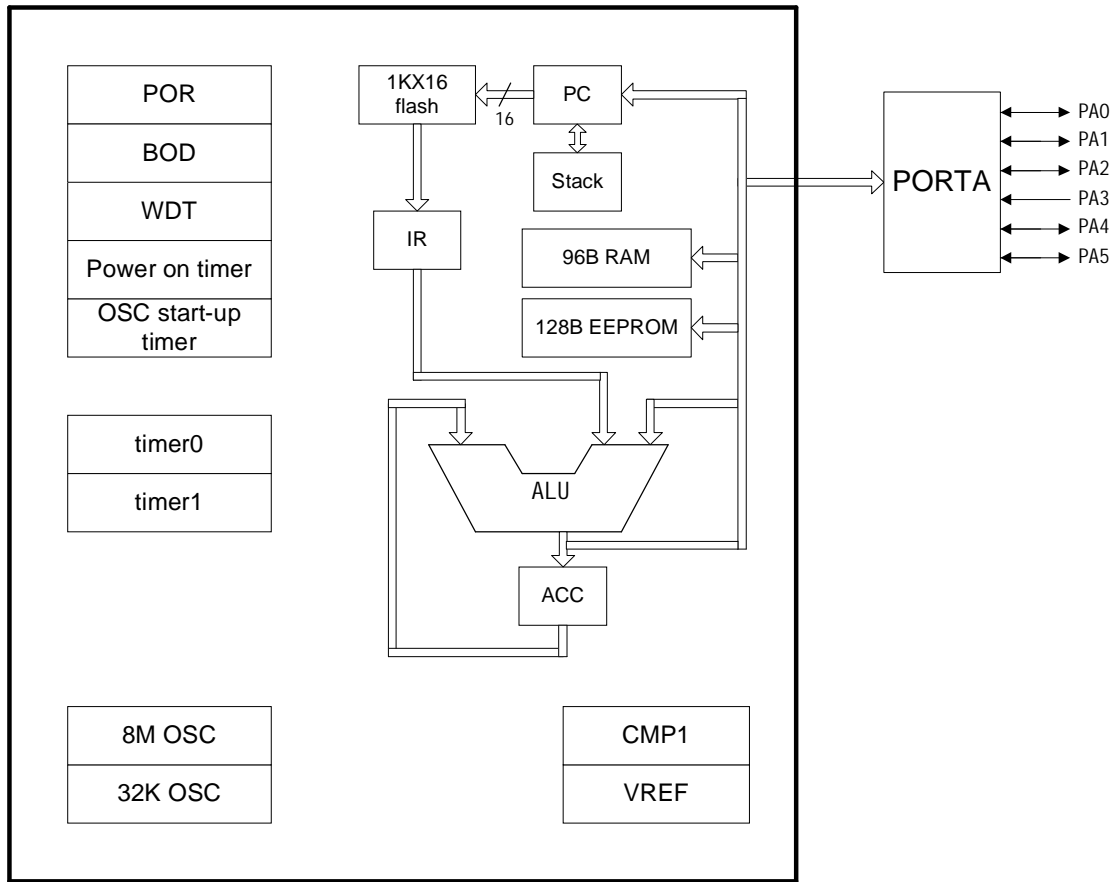 POR
BOD
WDT
Power on timer
OSC start-up
timer
timer0
timer1
8M OSC
32K OSC
1KX16
flash
16
PC
Stack
IR
96B RAM
128B EEPROM
ALU
ACC
CMP1
VREF
PORTA
PA0
PA1
PA2
PA3
PA4
PA5